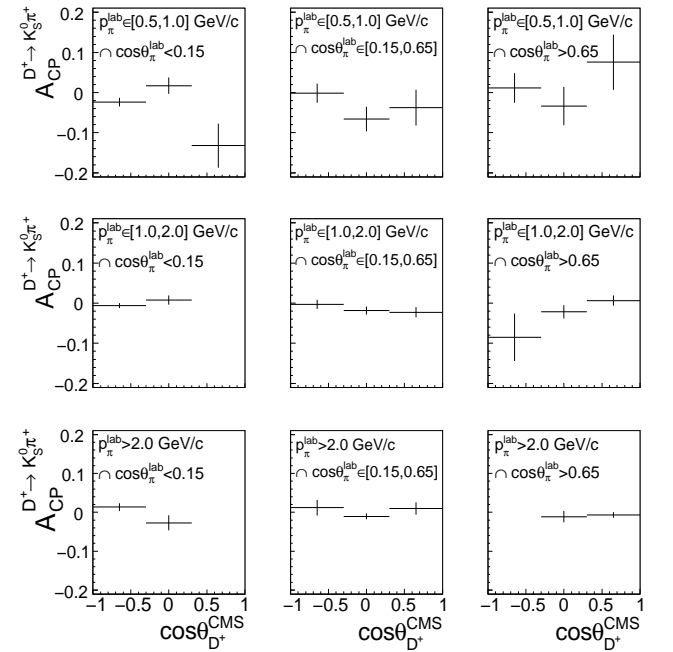 A_CP^{D⁺→K_S⁰π⁺}
0.2
0.1
0
−0.1
−0.2
p_π^lab∈[0.5,1.0] GeV/c
∩ cosθ_π^lab<0.15
p_π^lab∈[0.5,1.0] GeV/c
∩ cosθ_π^lab∈[0.15,0.65]
p_π^lab∈[0.5,1.0] GeV/c
∩ cosθ_π^lab>0.65
A_CP^{D⁺→K_S⁰π⁺}
0.2
0.1
0
−0.1
−0.2
p_π^lab∈[1.0,2.0] GeV/c
∩ cosθ_π^lab<0.15
p_π^lab∈[1.0,2.0] GeV/c
∩ cosθ_π^lab∈[0.15,0.65]
p_π^lab∈[1.0,2.0] GeV/c
∩ cosθ_π^lab>0.65
A_CP^{D⁺→K_S⁰π⁺}
0.2
0.1
0
−0.1
−0.2
p_π^lab>2.0 GeV/c
∩ cosθ_π^lab<0.15
p_π^lab>2.0 GeV/c
∩ cosθ_π^lab∈[0.15,0.65]
p_π^lab>2.0 GeV/c
∩ cosθ_π^lab>0.65
−1 −0.5 0 0.5 1
−1 −0.5 0 0.5 1
−1 −0.5 0 0.5 1
cosθ_{D⁺}^CMS
cosθ_{D⁺}^CMS
cosθ_{D⁺}^CMS